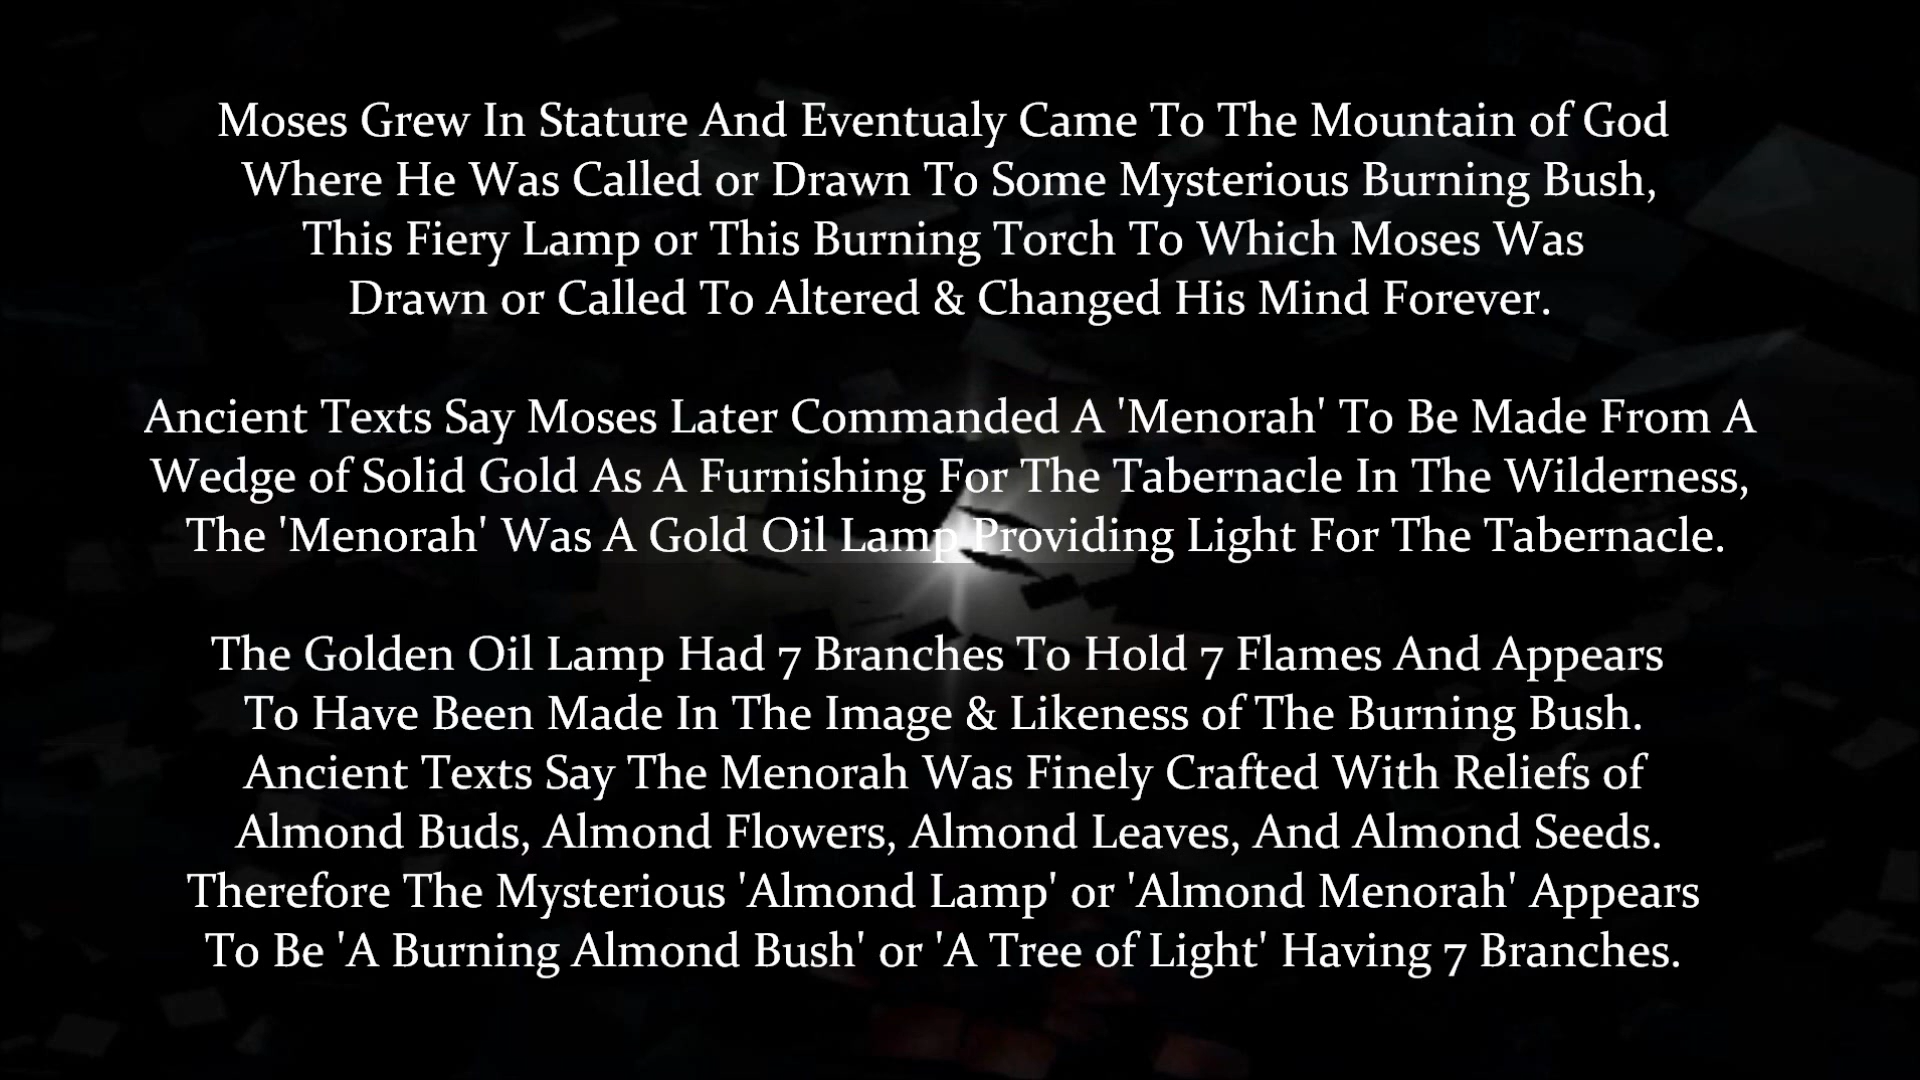 Moses Grew In Stature And Eventualy Came To The Mountain of God
Where He Was Called or Drawn To Some Mysterious Burning Bush,
This Fiery Lamp or This Burning Torch To Which Moses Was
Drawn or Called To Altered & Changed His Mind Forever.
Ancient Texts Say Moses Later Commanded A 'Menorah' To Be Made From A
Wedge of Solid Gold As A Furnishing For The Tabernacle In The Wilderness,
The 'Menorah' Was A Gold Oil Lamp Providing Light For The Tabernacle.
The Golden Oil Lamp Had 7 Branches To Hold 7 Flames And Appears
To Have Been Made In The Image & Likeness of The Burning Bush.
Ancient Texts Say The Menorah Was Finely Crafted With Reliefs of
Almond Buds, Almond Flowers, Almond Leaves, And Almond Seeds.
Therefore The Mysterious 'Almond Lamp' or 'Almond Menorah' Appears
To Be 'A Burning Almond Bush' or 'A Tree of Light' Having 7 Branches.